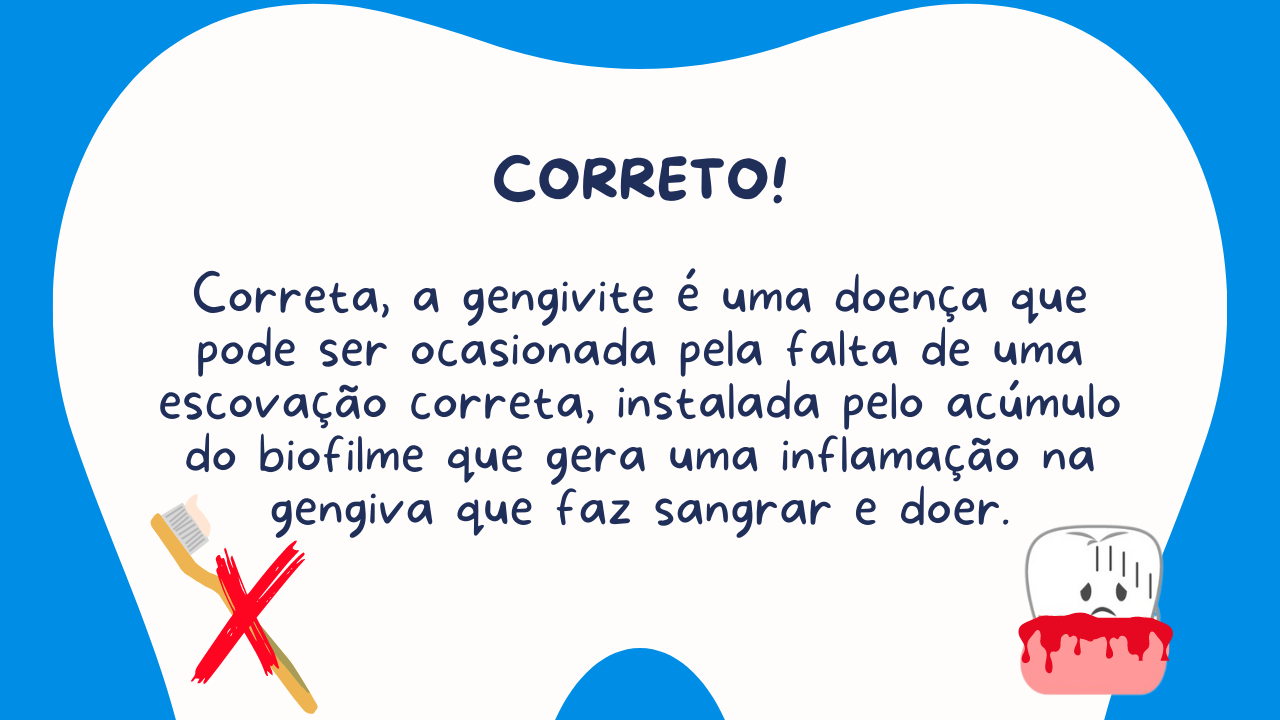 CORRETO!
Correta, a gengivite é uma doença que
pode ser ocasionada pela falta de uma
escovação correta, instalada pelo acúmulo
do biofilme que gera uma inflamação na
gengiva que faz sangrar e doer.